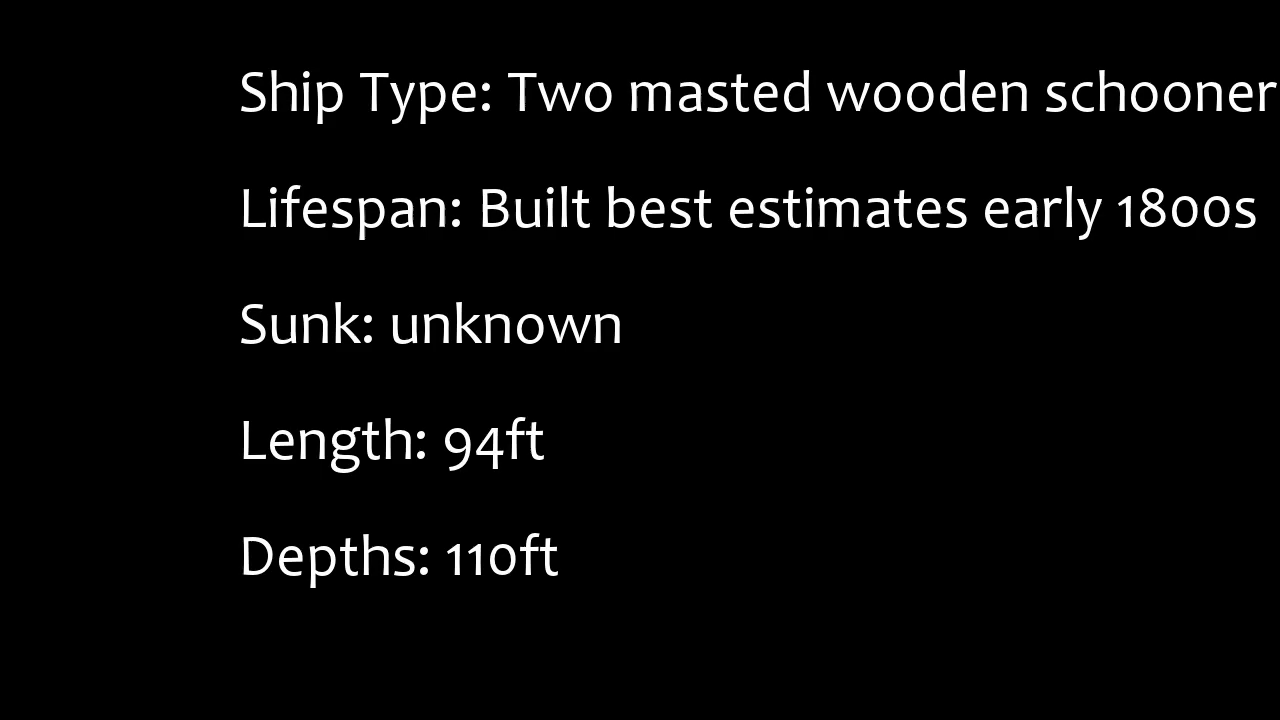 Ship Type: Two masted wooden schooner
Lifespan: Built best estimates early 1800s
Sunk: unknown
Length: 94ft
Depths: 110ft